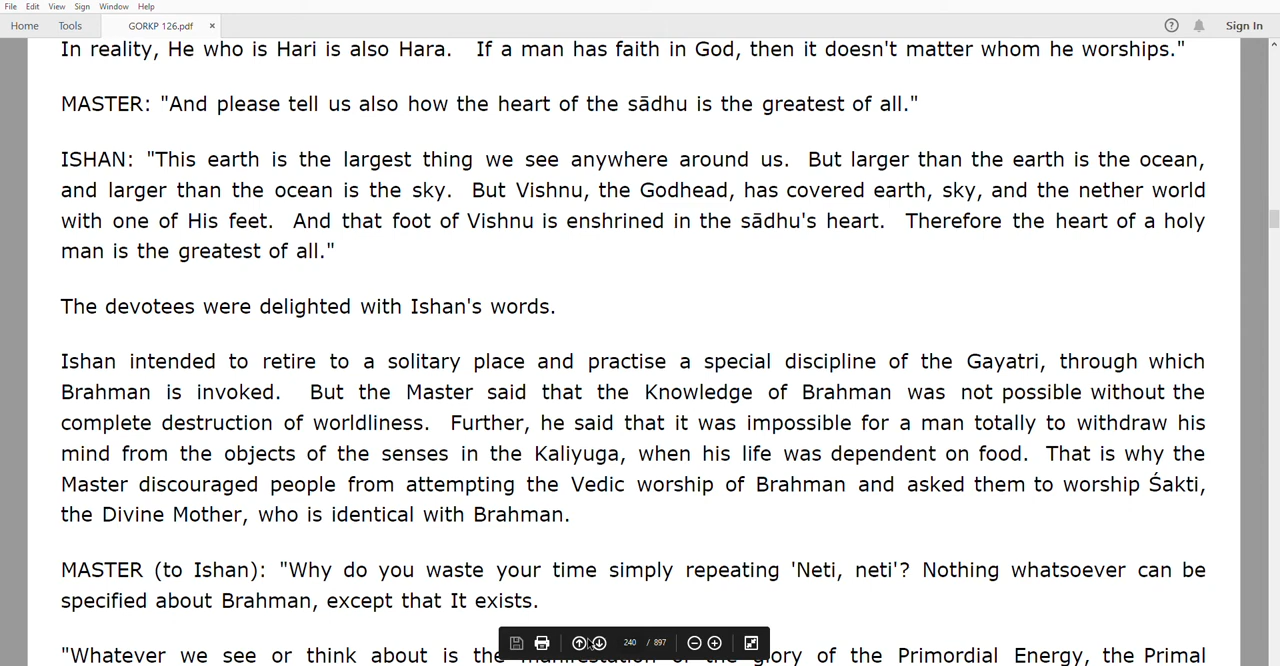 File Edit View Sign Window Help
Home Tools GORKP 126.pdf × Sign In
In reality, He who is Hari is also Hara. If a man has faith in God, then it doesn't matter whom he worships."
MASTER: "And please tell us also how the heart of the sādhu is the greatest of all."
ISHAN: "This earth is the largest thing we see anywhere around us. But larger than the earth is the ocean,
and larger than the ocean is the sky. But Vishnu, the Godhead, has covered earth, sky, and the nether world
with one of His feet. And that foot of Vishnu is enshrined in the sādhu's heart. Therefore the heart of a holy
man is the greatest of all."
The devotees were delighted with Ishan's words.
Ishan intended to retire to a solitary place and practise a special discipline of the Gayatri, through which
Brahman is invoked. But the Master said that the Knowledge of Brahman was not possible without the
complete destruction of worldliness. Further, he said that it was impossible for a man totally to withdraw his
mind from the objects of the senses in the Kaliyuga, when his life was dependent on food. That is why the
Master discouraged people from attempting the Vedic worship of Brahman and asked them to worship Śakti,
the Divine Mother, who is identical with Brahman.
MASTER (to Ishan): "Why do you waste your time simply repeating 'Neti, neti'? Nothing whatsoever can be
specified about Brahman, except that It exists.
240 / 897
"Whatever we see or think about is the manifestation of the glory of the Primordial Energy, the Primal